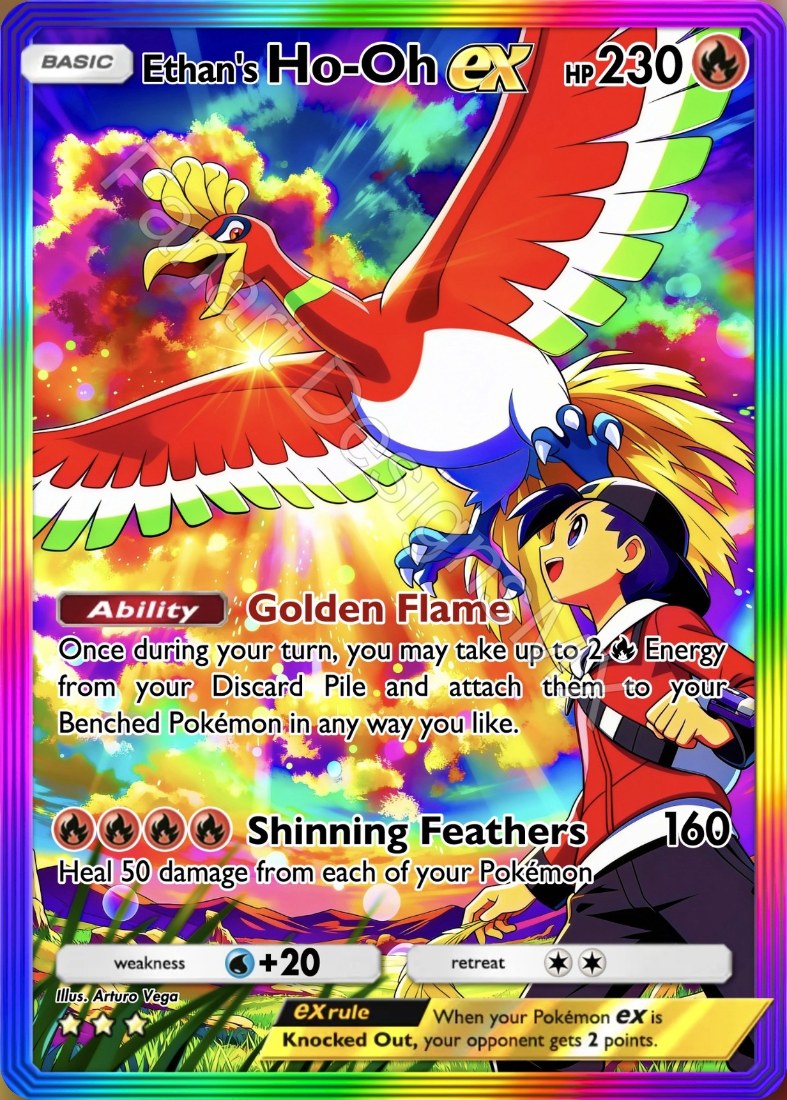 BASIC Ethan's Ho-Oh ex HP 230
Ability Golden Flame
Once during your turn, you may take up to 2 Energy
from your Discard Pile and attach them to your
Benched Pokémon in any way you like.
Shinning Feathers 160
Heal 50 damage from each of your Pokémon
weakness +20 retreat
Illus. Arturo Vega
ex rule When your Pokémon ex is
Knocked Out, your opponent gets 2 points.